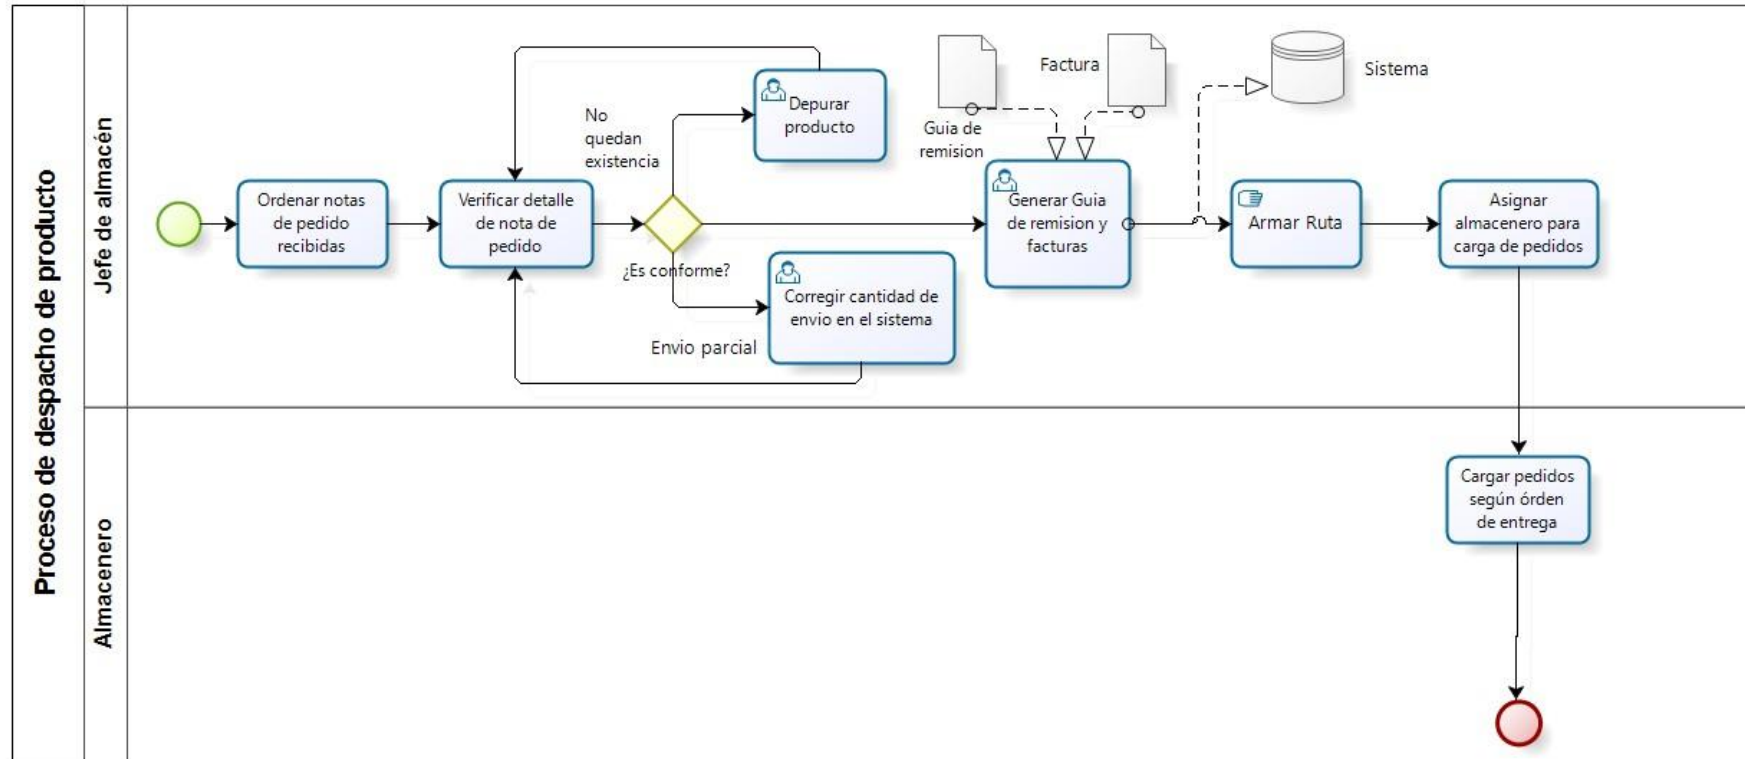 Proceso de despacho de producto
Jefe de almacén
Ordenar notas
de pedido
recibidas
Verificar detalle
de nota de
pedido
¿Es conforme?
No
quedan
existencia
Depurar
producto
Envio parcial
Corregir cantidad de
envio en el sistema
Guia de
remision
Factura
Generar Guia
de remision y
facturas
Sistema
Armar Ruta
Asignar
almacenero para
carga de pedidos
Almacenero
Cargar pedidos
según órden
de entrega